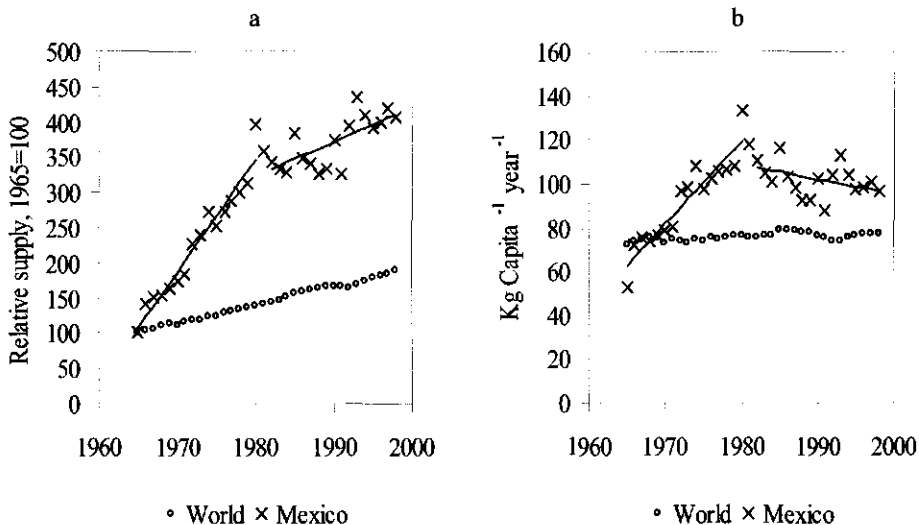 a
Relative supply, 1965=100
500
450
400
350
300
250
200
150
100
50
0
1960 1970 1980 1990 2000
° World × Mexico
b
Kg Capita -1 year -1
160
140
120
100
80
60
40
20
0
1960 1970 1980 1990 2000
° World × Mexico